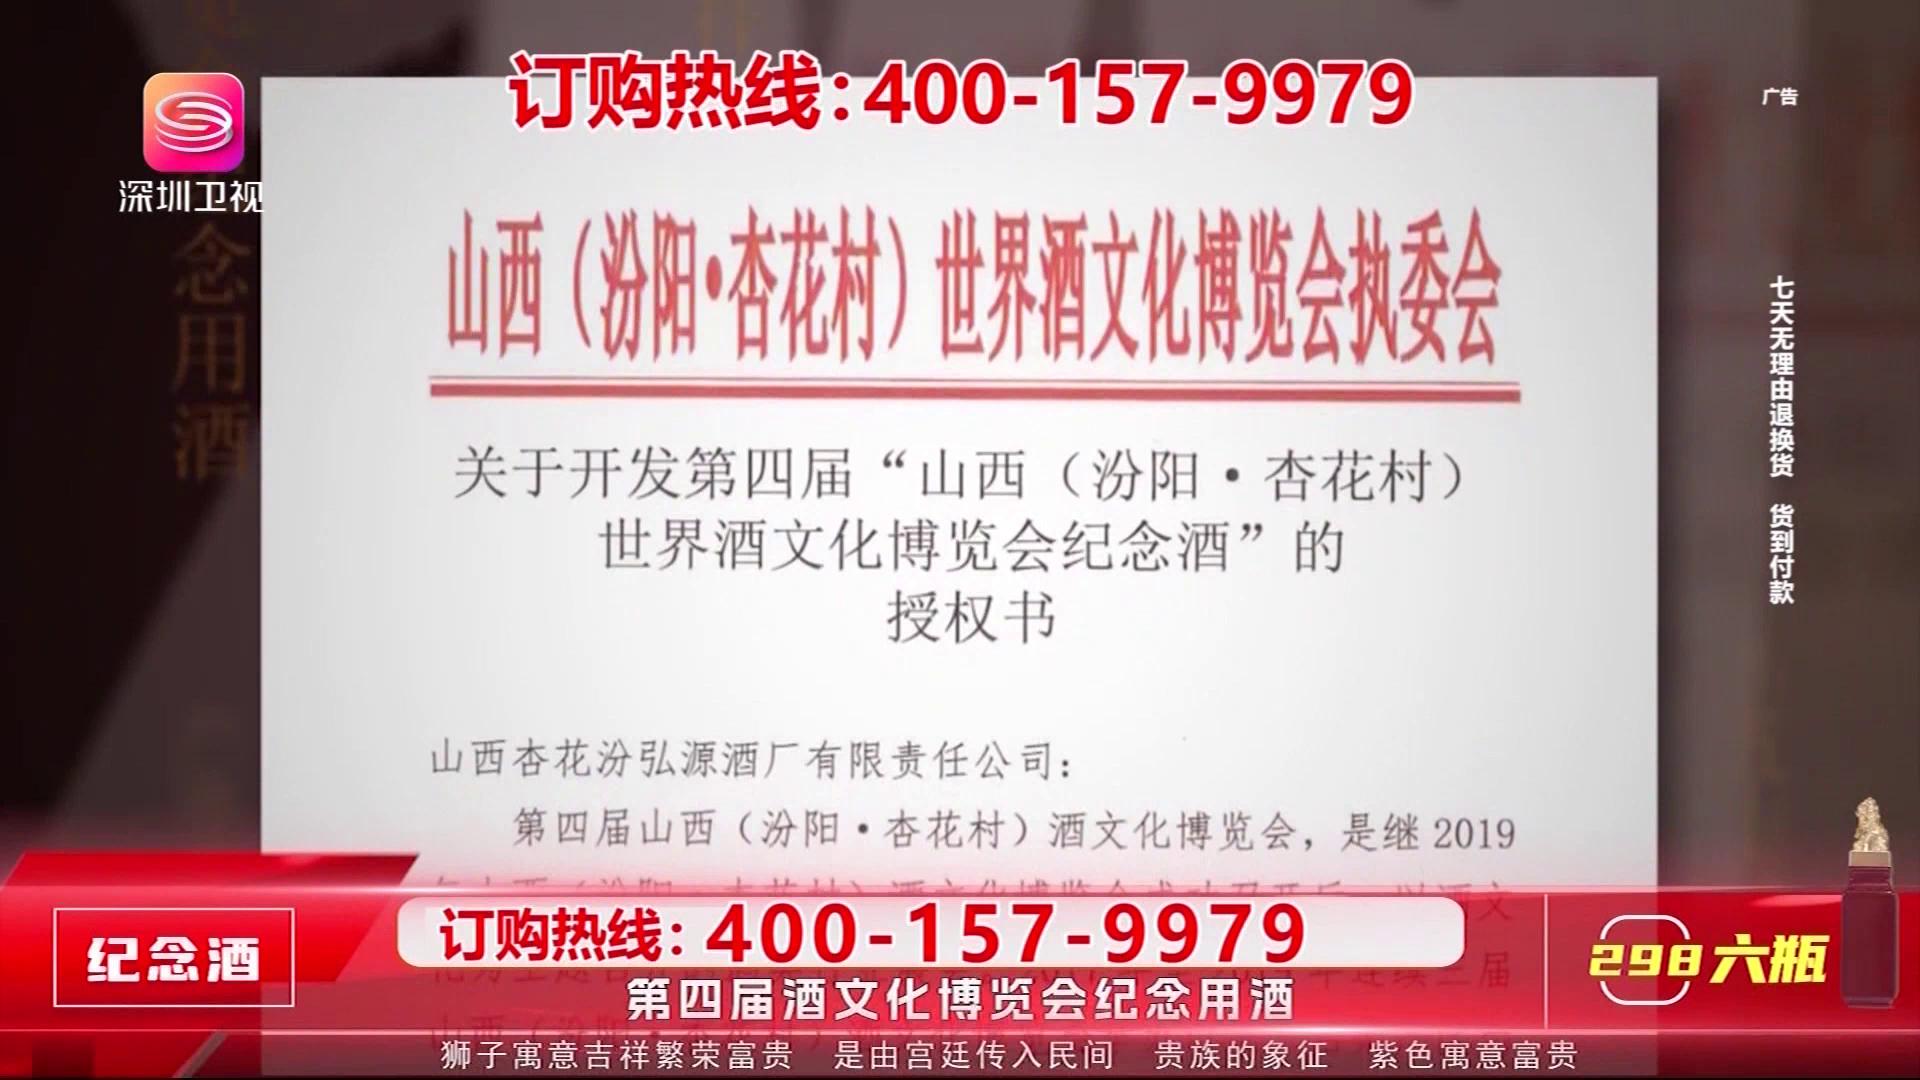 订购热线:400-157-9979
广告
深圳卫视
念用酒
山西（汾阳·杏花村）世界酒文化博览会执委会
七天无理由退换货 货到付款
关于开发第四届“山西（汾阳·杏花村）
世界酒文化博览会纪念酒”的
授权书
山西杏花汾弘源酒厂有限责任公司：
第四届山西（汾阳·杏花村）酒文化博览会，是继2019
纪念酒
订购热线:400-157-9979
298六瓶
第四届酒文化博览会纪念用酒
狮子寓意吉祥繁荣富贵 是由宫廷传入民间 贵族的象征 紫色寓意富贵